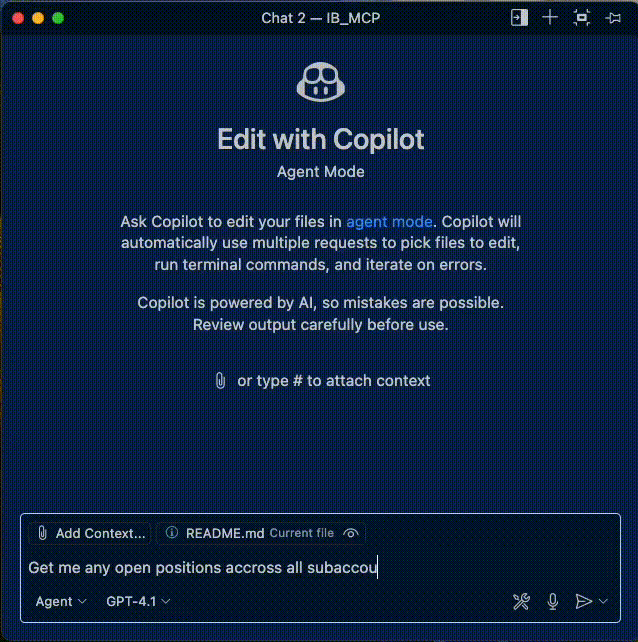 Chat 2 — IB_MCP
Edit with Copilot
Agent Mode
Ask Copilot to edit your files in agent mode. Copilot will
automatically use multiple requests to pick files to edit,
run terminal commands, and iterate on errors.
Copilot is powered by AI, so mistakes are possible.
Review output carefully before use.
or type # to attach context
Add Context... README.md Current file
Get me any open positions accross all subaccou
Agent GPT-4.1